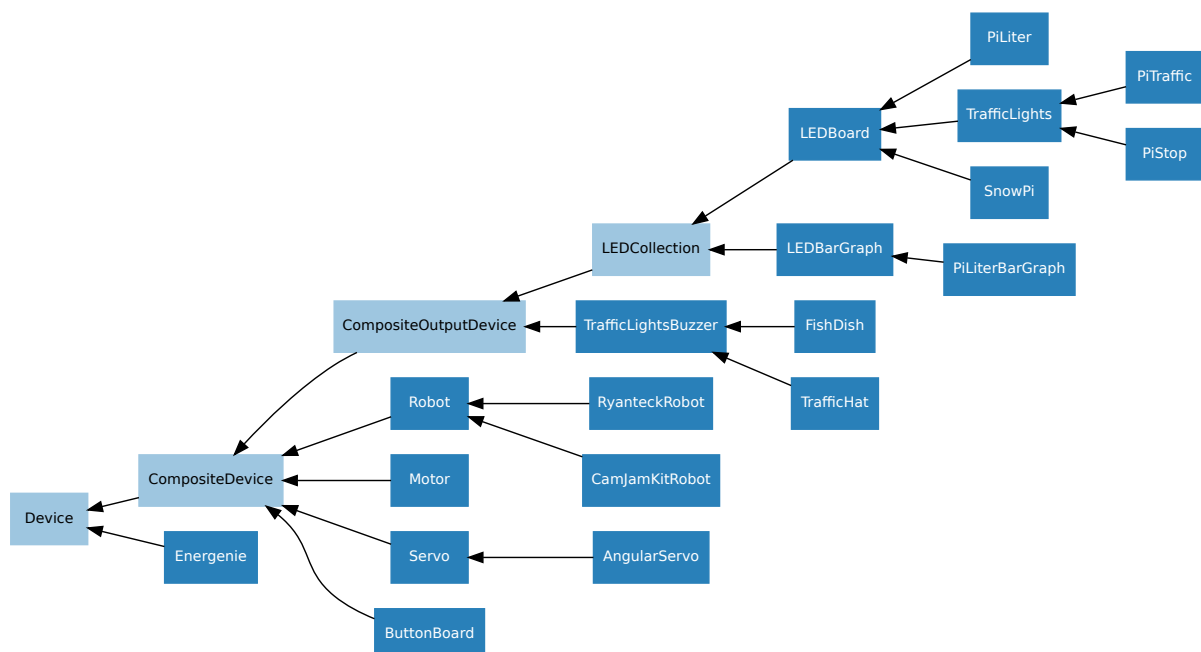 PiLiter
PiTraffic
TrafficLights
LEDBoard
PiStop
SnowPi
LEDCollection
LEDBarGraph
PiLiterBarGraph
CompositeOutputDevice
TrafficLightsBuzzer
FishDish
Robot
RyanteckRobot
TrafficHat
CompositeDevice
Motor
CamJamKitRobot
Device
Energenie
Servo
AngularServo
ButtonBoard